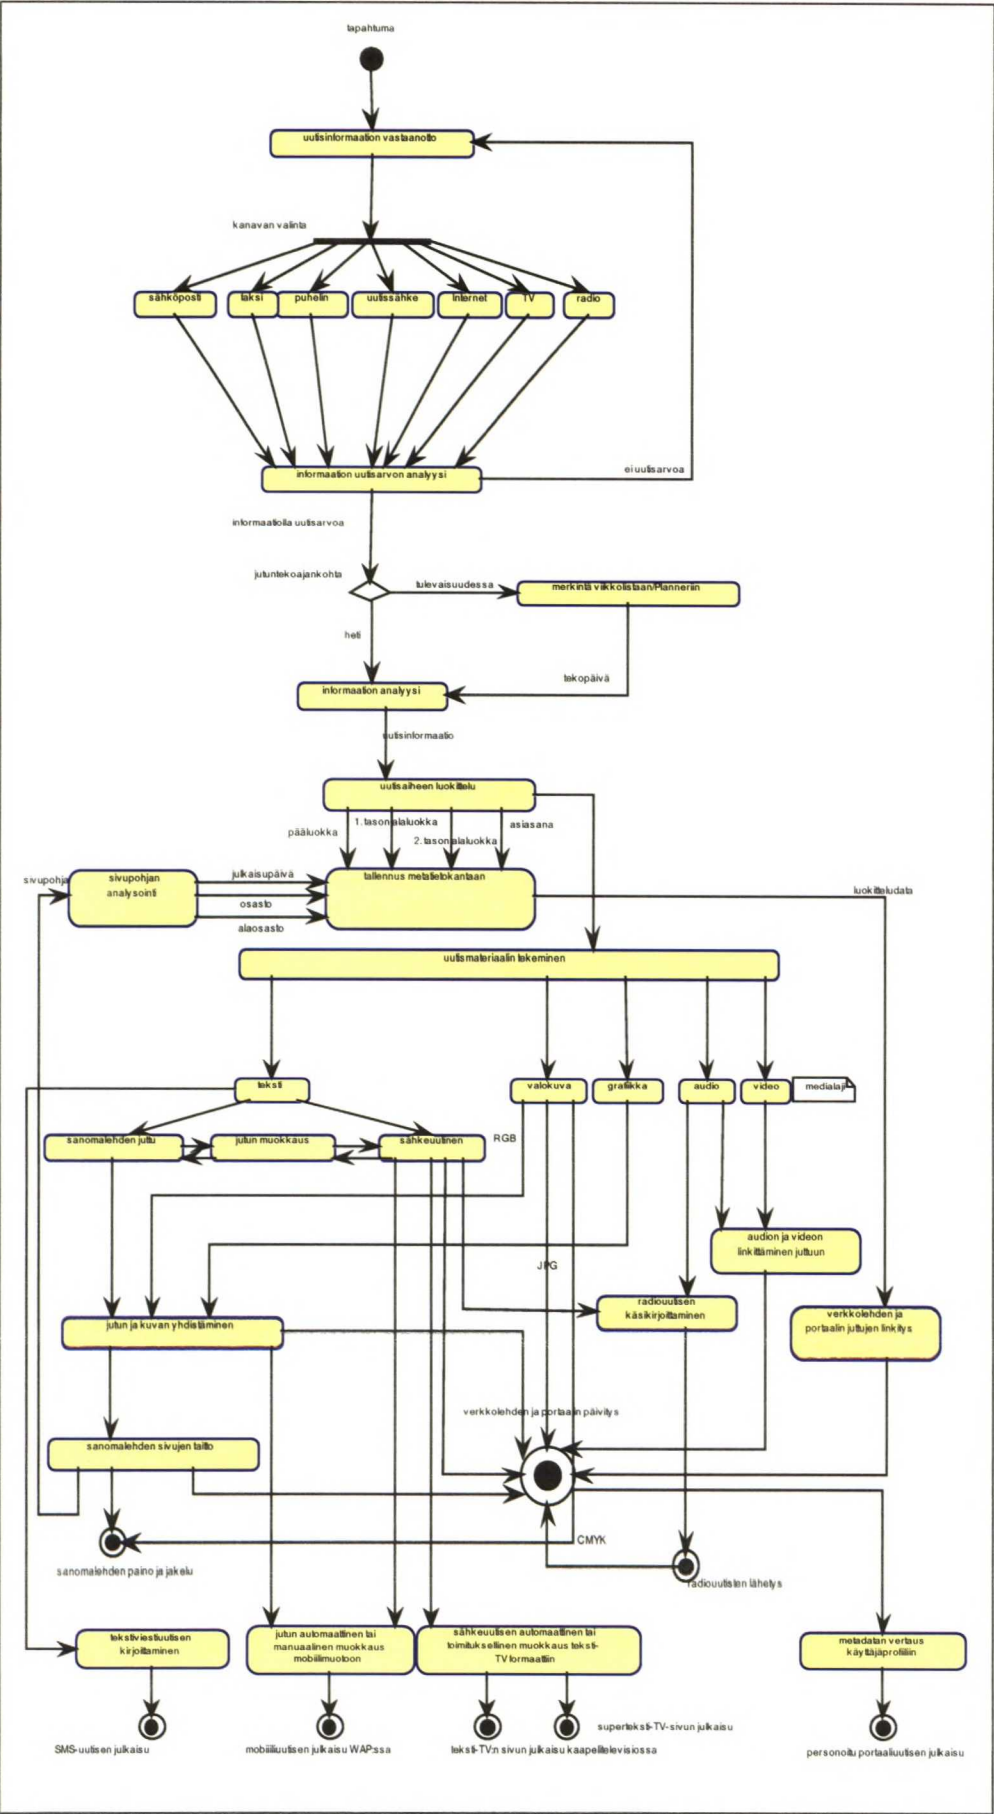 tapahtuma
uutisinformaation vastaanotto
kanavan valinta
sähköposti
faksi
puhelin
uutissähke
Internet
TV
radio
informaation uutisarvon analyysi
ei uutisarvoa
informaatiolla uutisarvoa
jutuntekoajankohta
tulevaisuudessa
merkintä viikkolistaan/Planneriin
heti
tekopäivä
informaation analyysi
uutisinformaatio
uutisaiheen luokittelu
1. tason alaluokka
pääluokka
asiasana
2. tason alaluokka
sivupohja
sivupohjan
analysointi
julkaisupäivä
osasto
alaosasto
tallennus metatietokantaan
luokitteludata
uutismateriaalin tekeminen
teksti
valokuva
grafiikka
audio
video
medialaji
sanomalehden juttu
jutun muokkaus
sähkeuutinen
RGB
audion ja videon
linkittäminen juttuun
JPG
radiouutisen
käsikirjoittaminen
verkkolehden ja
portaalin juttujen linkitys
jutun ja kuvan yhdistäminen
verkkolehden ja portaalin päivitys
sanomalehden sivujen taitto
CMYK
sanomalehden paino ja jakelu
radiouutisten lähetys
tekstiviestiuutisen
kirjoittaminen
jutun automaattinen tai
manuaalinen muokkaus
mobiilimuotoon
sähkeuutisen automaattinen tai
toimituksellinen muokkaus teksti-
TV formaattiin
metadatan vertaus
käyttäjäprofiiliin
SMS-uutisen julkaisu
mobiiliuutisen julkaisu WAP:ssa
teksti-TV:n sivun julkaisu kaapelitelevisiossa
superteksti-TV-sivun julkaisu
personoitu portaaliuutisen julkaisu